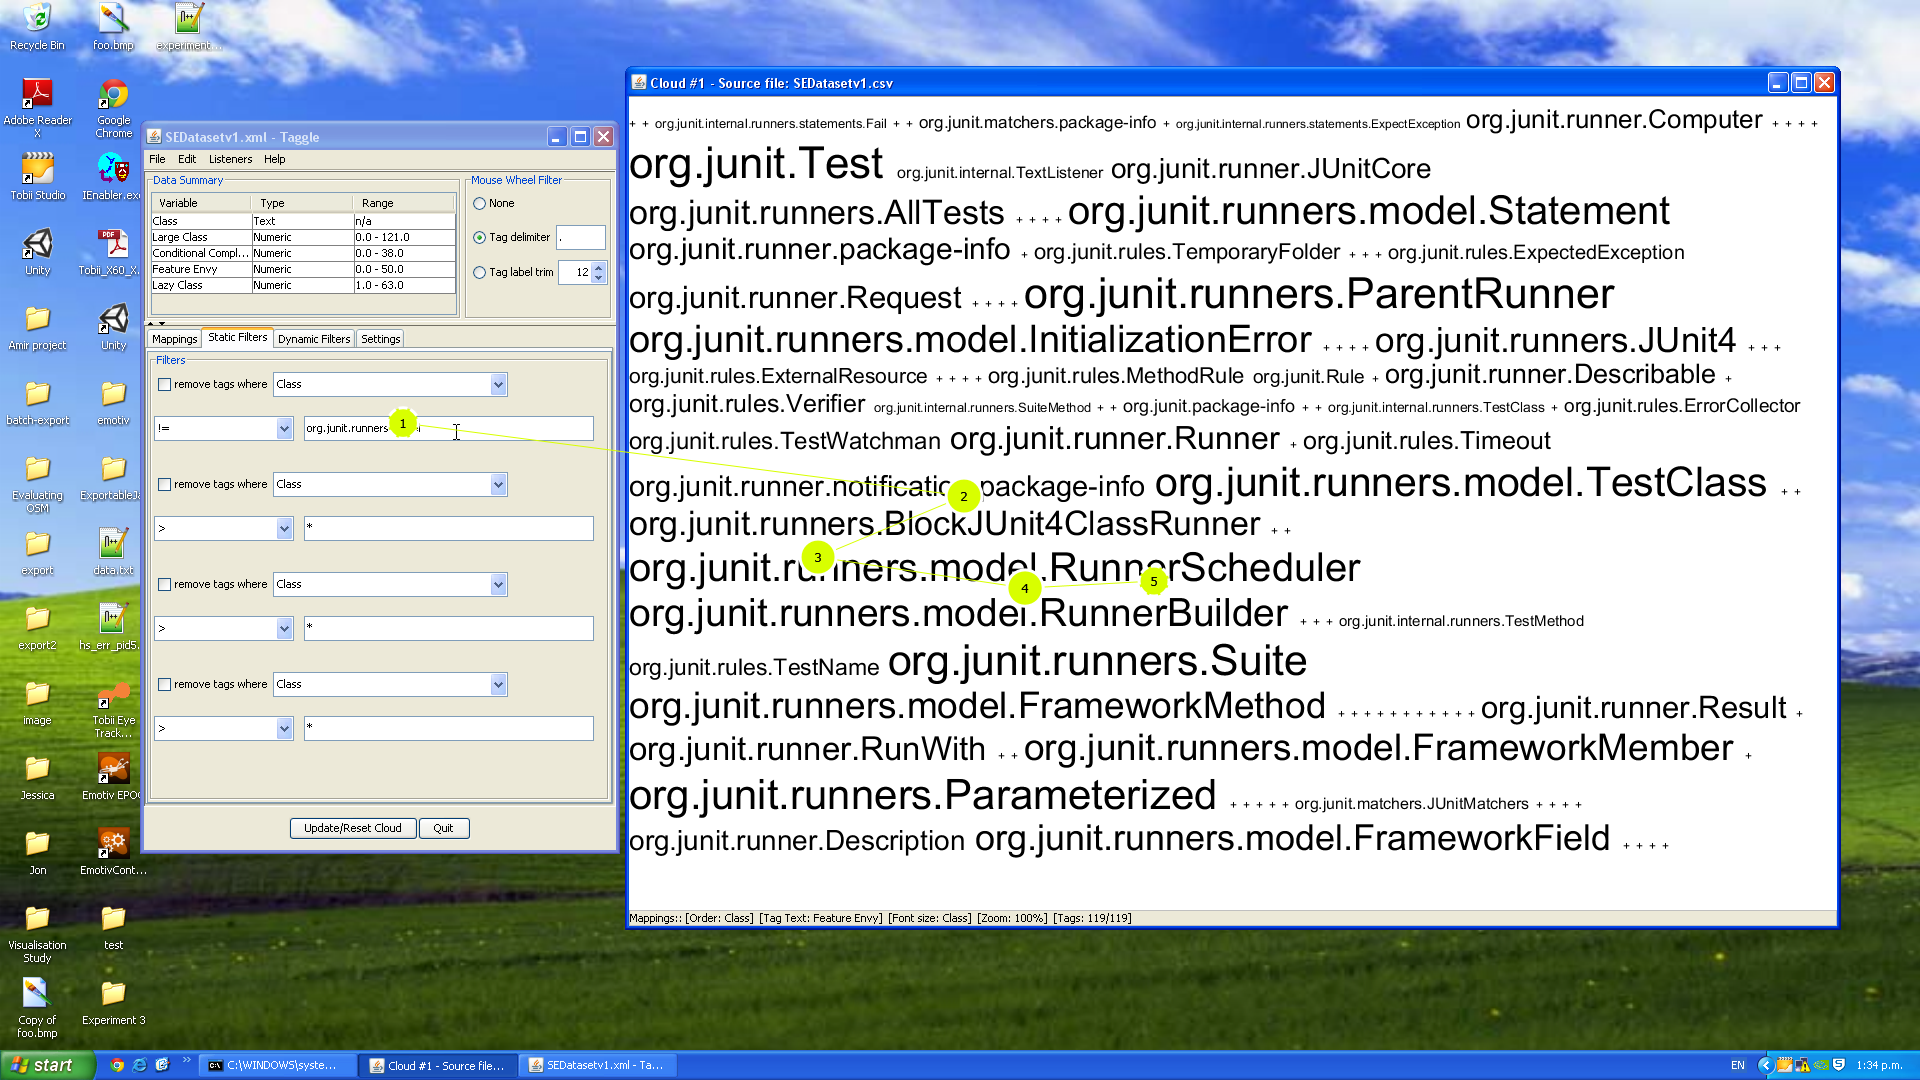 Recycle Bin
foo.bmp
experiment...
Adobe Reader X
Google Chrome
Tobii Studio
IEnabler.exe
Unity
Tobii_X60_X...
Amir project
Unity
batch-export
emotiv
Evaluating OSM
ExportableJa
export
data.txt
export2
hs_err_pid5...
image
Tobii Eye Track...
Jessica
Emotiv EPOC
Jon
EmotivCont...
Visualisation Study
test
Copy of foo.bmp
Experiment 3
SEDatasetv1.xml - Taggle
File Edit Listeners Help
Data Summary
Variable Type Range
Class Text n/a
Large Class Numeric 0.0 - 121.0
Conditional Compl... Numeric 0.0 - 38.0
Feature Envy Numeric 0.0 - 50.0
Lazy Class Numeric 1.0 - 63.0
Mouse Wheel Filter
None
Tag delimiter .
Tag label trim 12
Mappings Static Filters Dynamic Filters Settings
Filters
remove tags where Class
!= org.junit.runners
remove tags where Class
> *
remove tags where Class
> *
remove tags where Class
> *
Update/Reset Cloud Quit
Cloud #1 - Source file: SEDatasetv1.csv
+ + org.junit.internal.runners.statements.Fail + + org.junit.matchers.package-info + org.junit.internal.runners.statements.ExpectException org.junit.runner.Computer + + + +
org.junit.Test org.junit.internal.TextListener org.junit.runner.JUnitCore
org.junit.runners.AllTests + + + + org.junit.runners.model.Statement
org.junit.runner.package-info + org.junit.rules.TemporaryFolder + + + org.junit.rules.ExpectedException
org.junit.runner.Request + + + + org.junit.runners.ParentRunner
org.junit.runners.model.InitializationError + + + + org.junit.runners.JUnit4 + + +
org.junit.rules.ExternalResource + + + + org.junit.rules.MethodRule org.junit.Rule + org.junit.runner.Describable +
org.junit.rules.Verifier org.junit.internal.runners.SuiteMethod + + org.junit.package-info + + org.junit.internal.runners.TestClass + org.junit.rules.ErrorCollector
org.junit.rules.TestWatchman org.junit.runner.Runner + org.junit.rules.Timeout
org.junit.runner.notification.package-info org.junit.runners.model.TestClass + +
org.junit.runners.BlockJUnit4ClassRunner + +
org.junit.runners.model.RunnerScheduler
org.junit.runners.model.RunnerBuilder + + + org.junit.internal.runners.TestMethod
org.junit.rules.TestName org.junit.runners.Suite
org.junit.runners.model.FrameworkMethod + + + + + + + + + + + org.junit.runner.Result +
org.junit.runner.RunWith + + org.junit.runners.model.FrameworkMember +
org.junit.runners.Parameterized + + + + + org.junit.matchers.JUnitMatchers + + + +
org.junit.runner.Description org.junit.runners.model.FrameworkField + + + +
Mappings:: [Order: Class] [Tag Text: Feature Envy] [Font size: Class] [Zoom: 100%] [Tags: 119/119]
1
2
3
4
5
start C:\WINDOWS\syste... Cloud #1 - Source file... SEDatasetv1.xml - Ta... EN 1:34 p.m.